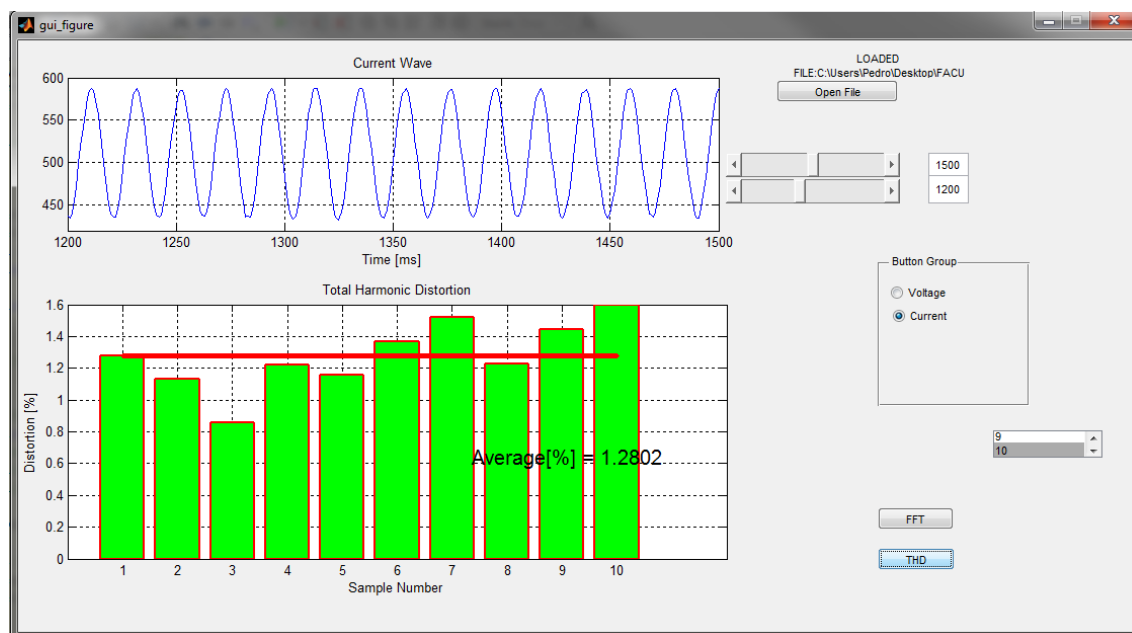 gui_figure
Current Wave
600
550
500
450
1200
1250
1300
1350
1400
1450
1500
Time [ms]
LOADED
FILE:C:\Users\Pedro\Desktop\FACU
Open File
1500
1200
Button Group
Voltage
Current
Total Harmonic Distortion
1.6
1.4
1.2
1
0.8
0.6
0.4
0.2
0
Distortion [%]
Average[%] = 1.2802
1
2
3
4
5
6
7
8
9
10
Sample Number
9
10
FFT
THD